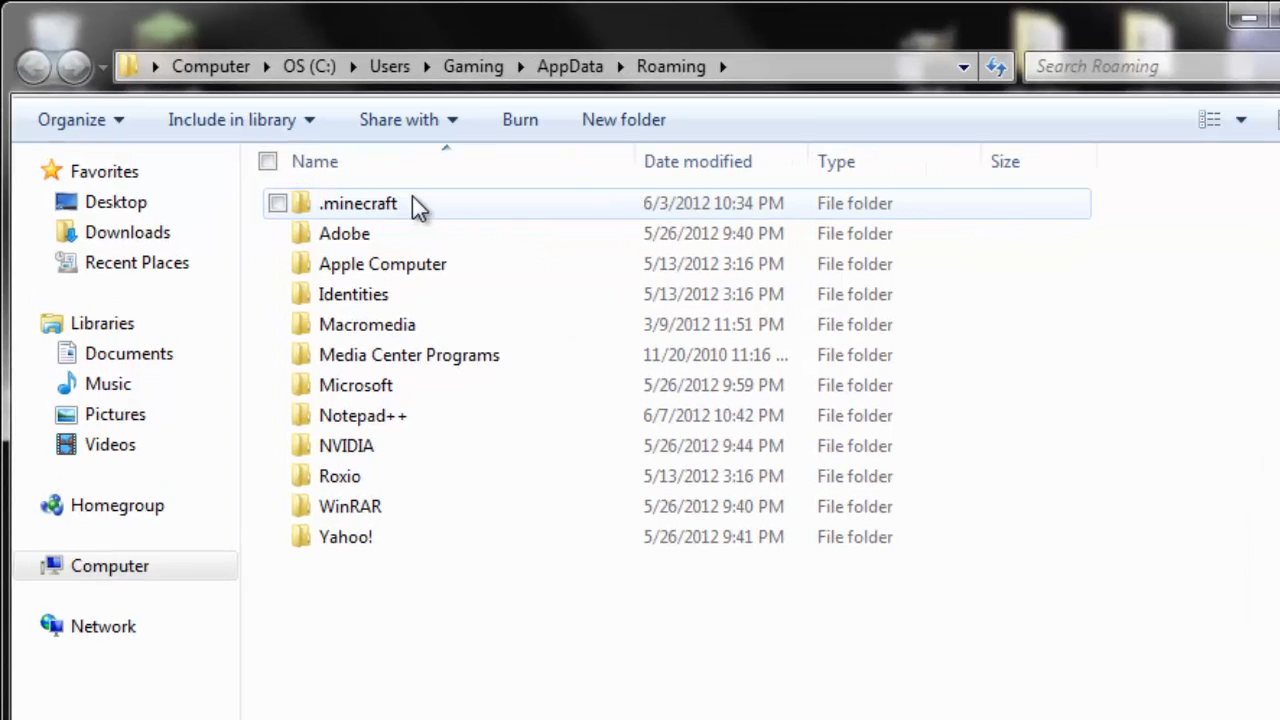 Computer OS (C:) Users Gaming AppData Roaming Search Roaming
Organize Include in library Share with Burn New folder
Name Date modified Type Size
Favorites
Desktop
Downloads
Recent Places
Libraries
Documents
Music
Pictures
Videos
Homegroup
Computer
Network
.minecraft 6/3/2012 10:34 PM File folder
Adobe 5/26/2012 9:40 PM File folder
Apple Computer 5/13/2012 3:16 PM File folder
Identities 5/13/2012 3:16 PM File folder
Macromedia 3/9/2012 11:51 PM File folder
Media Center Programs 11/20/2010 11:16 ... File folder
Microsoft 5/26/2012 9:59 PM File folder
Notepad++ 6/7/2012 10:42 PM File folder
NVIDIA 5/26/2012 9:44 PM File folder
Roxio 5/13/2012 3:16 PM File folder
WinRAR 5/26/2012 9:40 PM File folder
Yahoo! 5/26/2012 9:41 PM File folder